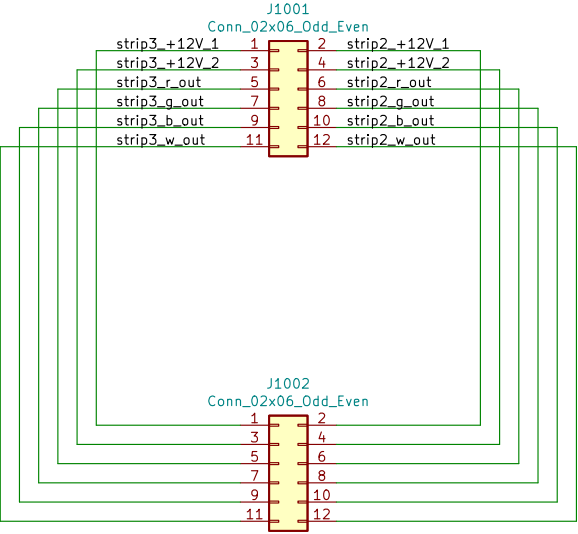 J1001
Conn_02x06_Odd_Even
strip3_+12V_1 1 2 strip2_+12V_1
strip3_+12V_2 3 4 strip2_+12V_2
strip3_r_out 5 6 strip2_r_out
strip3_g_out 7 8 strip2_g_out
strip3_b_out 9 10 strip2_b_out
strip3_w_out 11 12 strip2_w_out
J1002
Conn_02x06_Odd_Even
1 2
3 4
5 6
7 8
9 10
11 12